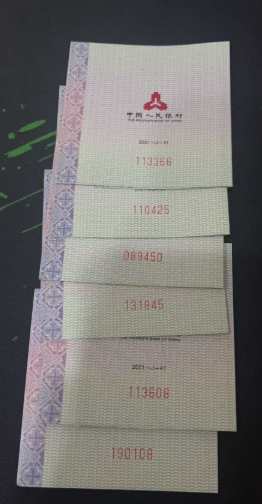 中国人民银行
THE PEOPLE'S BANK OF CHINA
2021-J-41
113366
110425
089450
131845
THE PEOPLE'S BANK OF CHINA
2021-J-41
113608
190108